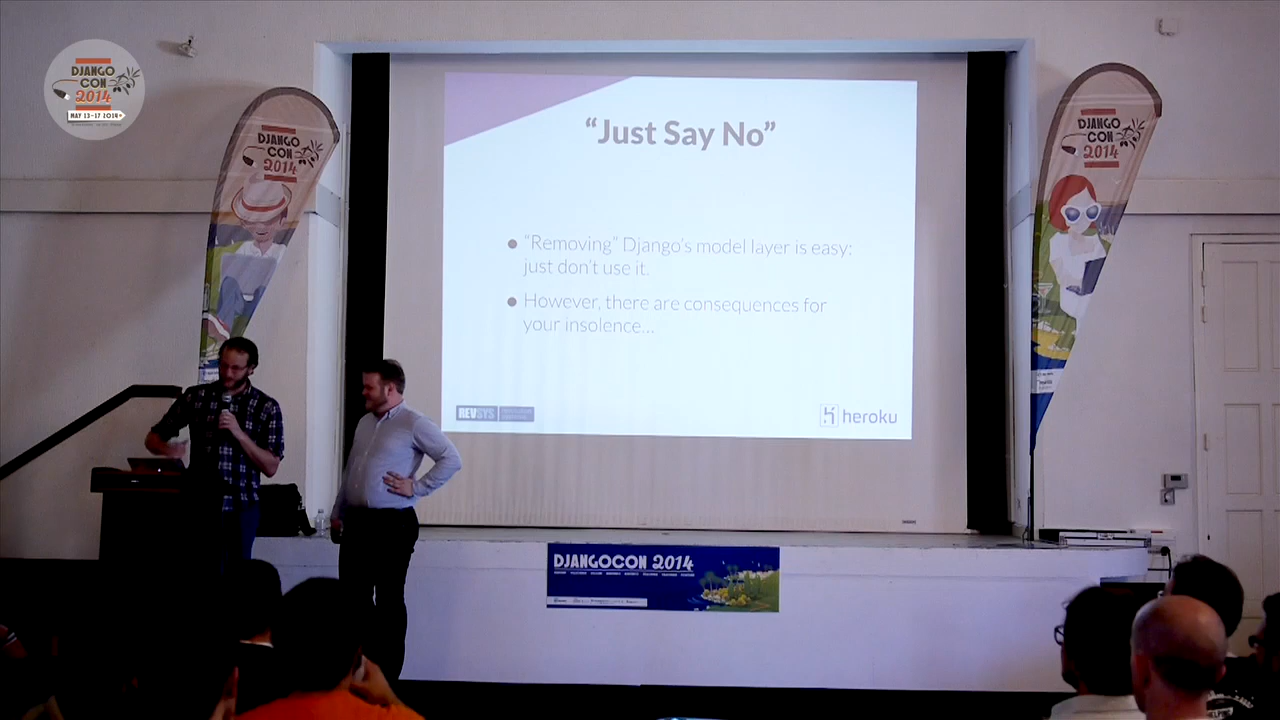 DJANGO
CON
2014
MAY 13-17 2014
DJANGO
CON
2014
"Just Say No"
"Removing" Django's model layer is easy:
just don't use it.
However, there are consequences for
your insolence...
REVSYS
heroku
DJANGO
CON
2014
DJANGOCON 2014